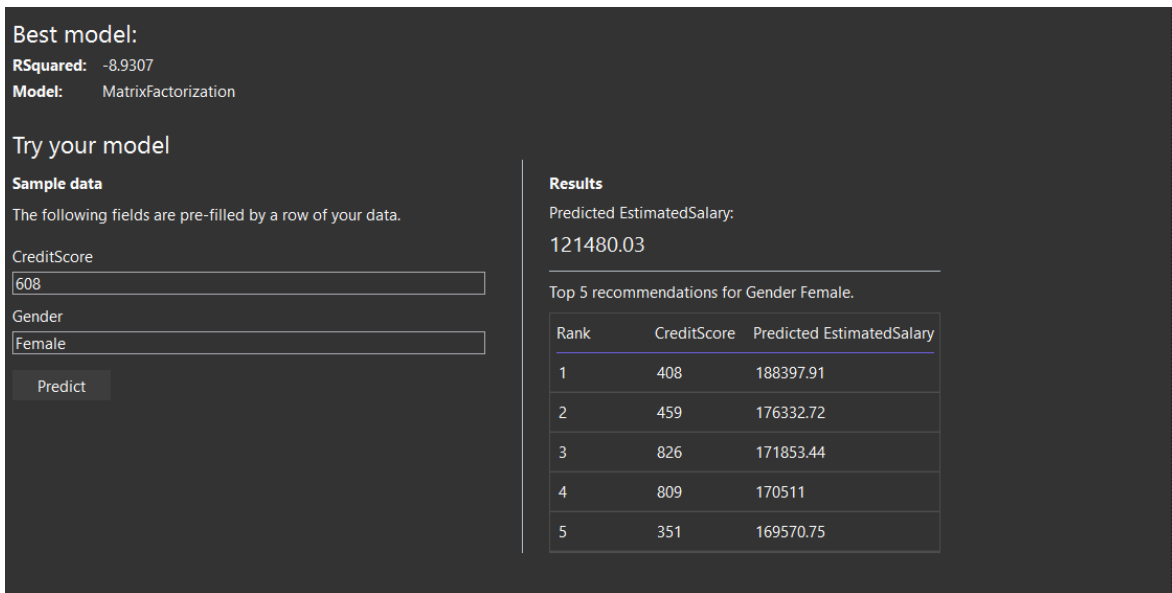 Best model:
RSquared: -8.9307
Model: MatrixFactorization
Try your model
Sample data
The following fields are pre-filled by a row of your data.
CreditScore
608
Gender
Female
Predict
Results
Predicted EstimatedSalary:
121480.03
Top 5 recommendations for Gender Female.
Rank CreditScore Predicted EstimatedSalary
1 408 188397.91
2 459 176332.72
3 826 171853.44
4 809 170511
5 351 169570.75